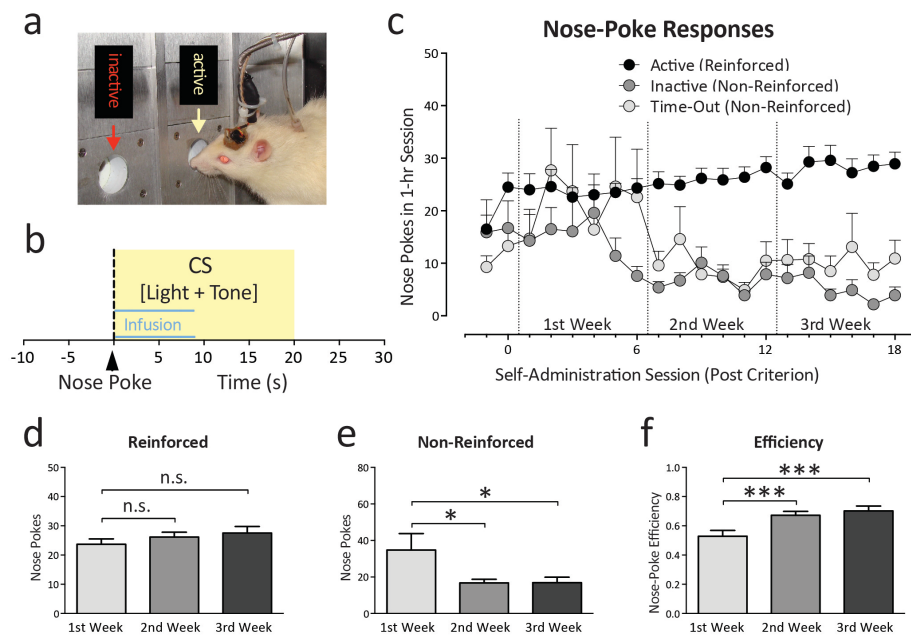 a
inactive
active
b
CS
[Light + Tone]
Infusion
-10 -5 0 5 10 15 20 25 30
Nose Poke Time (s)
c
Nose-Poke Responses
Active (Reinforced)
Inactive (Non-Reinforced)
Time-Out (Non-Reinforced)
Nose Pokes in 1-hr Session
50
40
30
20
10
0
1st Week 2nd Week 3rd Week
0 6 12 18
Self-Administration Session (Post Criterion)
d
Reinforced
Nose Pokes
50
40
30
20
10
0
n.s.
n.s.
1st Week 2nd Week 3rd Week
e
Non-Reinforced
Nose Pokes
80
60
40
20
0
*
*
1st Week 2nd Week 3rd Week
f
Efficiency
Nose-Poke Efficiency
1.0
0.8
0.6
0.4
0.2
0.0
***
***
1st Week 2nd Week 3rd Week